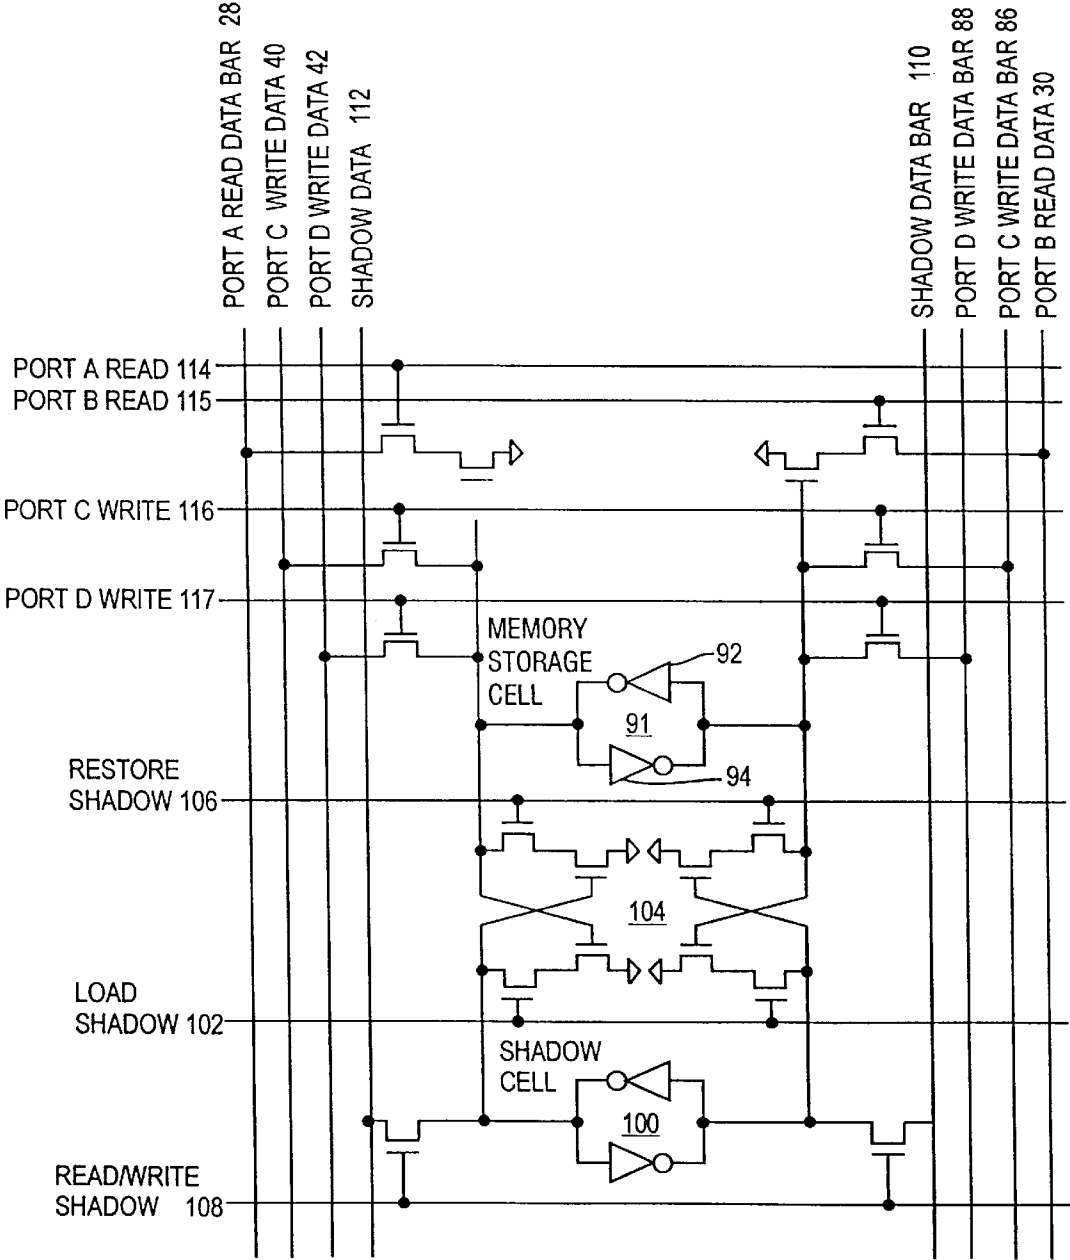 PORT A READ DATA BAR 28
PORT C WRITE DATA 40
PORT D WRITE DATA 42
SHADOW DATA 112
SHADOW DATA BAR 110
PORT D WRITE DATA BAR 88
PORT C WRITE DATA BAR 86
PORT B READ DATA 30
PORT A READ 114
PORT B READ 115
PORT C WRITE 116
PORT D WRITE 117
MEMORY
STORAGE
CELL
92
91
94
RESTORE
SHADOW 106
104
LOAD
SHADOW 102
SHADOW
CELL
100
READ/WRITE
SHADOW 108